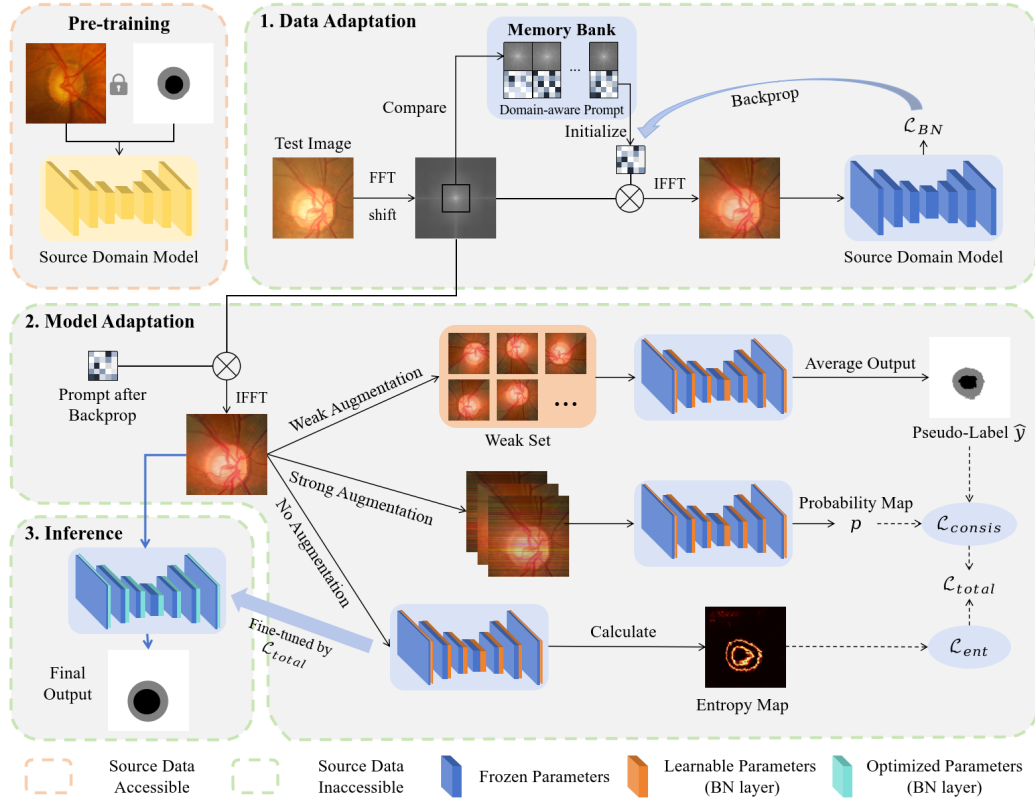 Pre-training
Source Domain Model
1. Data Adaptation
Memory Bank
...
Domain-aware Prompt
Compare
Initialize
Backprop
ℒ_BN
Test Image
FFT
shift
IFFT
Source Domain Model
2. Model Adaptation
Prompt after
Backprop
IFFT
Weak Augmentation
...
Weak Set
Average Output
Pseudo-Label ŷ
Strong Augmentation
Probability Map
p
ℒ_consis
ℒ_total
No Augmentation
Calculate
Entropy Map
ℒ_ent
3. Inference
Fine-tuned by
ℒ_total
Final
Output
Source Data
Accessible
Source Data
Inaccessible
Frozen Parameters
Learnable Parameters
(BN layer)
Optimized Parameters
(BN layer)